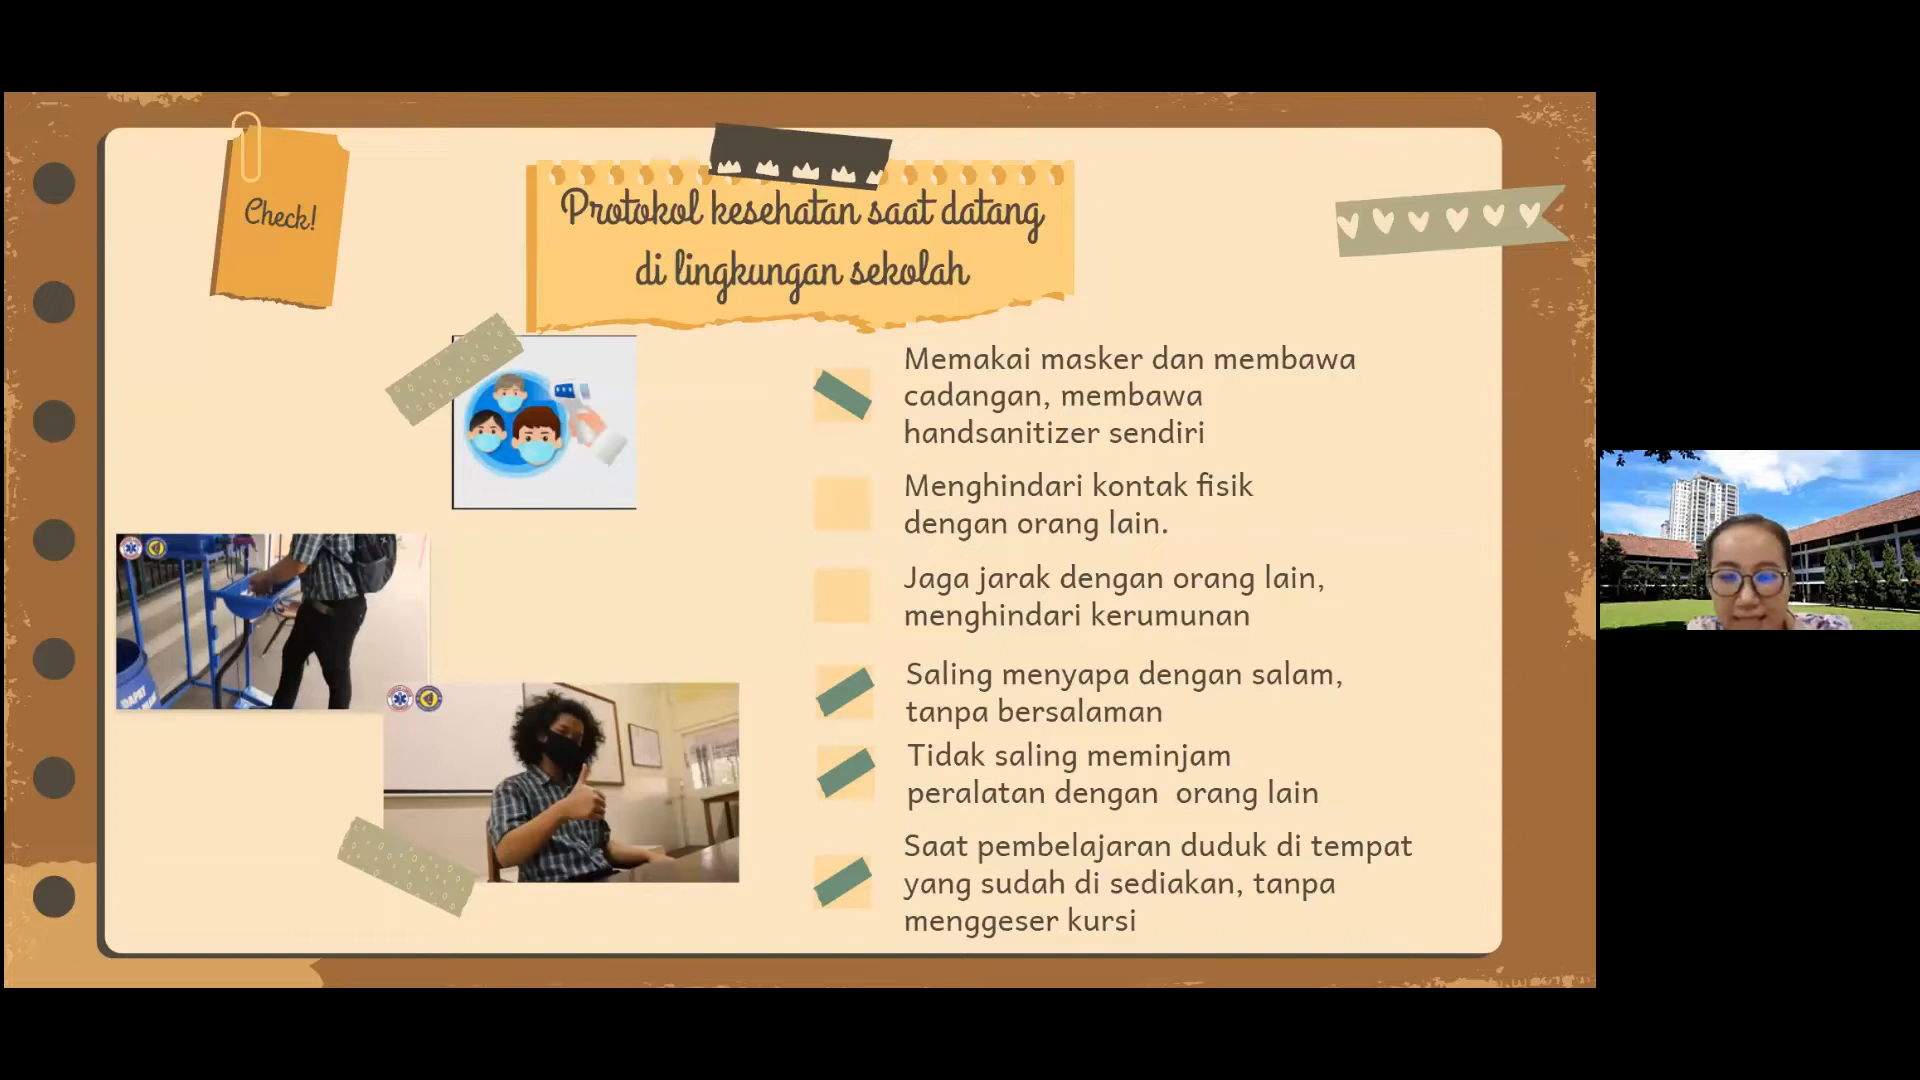 Check!
Protokol kesehatan saat datang
di lingkungan sekolah
Memakai masker dan membawa
cadangan, membawa
handsanitizer sendiri
Menghindari kontak fisik
dengan orang lain.
Jaga jarak dengan orang lain,
menghindari kerumunan
Saling menyapa dengan salam,
tanpa bersalaman
Tidak saling meminjam
peralatan dengan  orang lain
Saat pembelajaran duduk di tempat
yang sudah di sediakan, tanpa
menggeser kursi